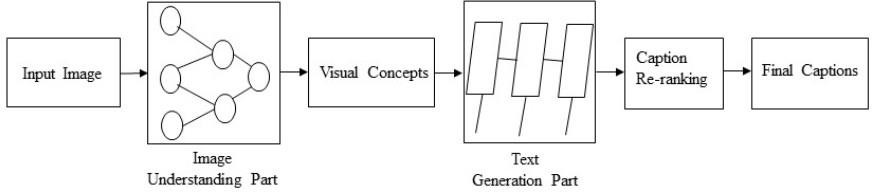 Input Image
Visual Concepts
Caption
Re-ranking
Final Captions
Image
Understanding Part
Text
Generation Part